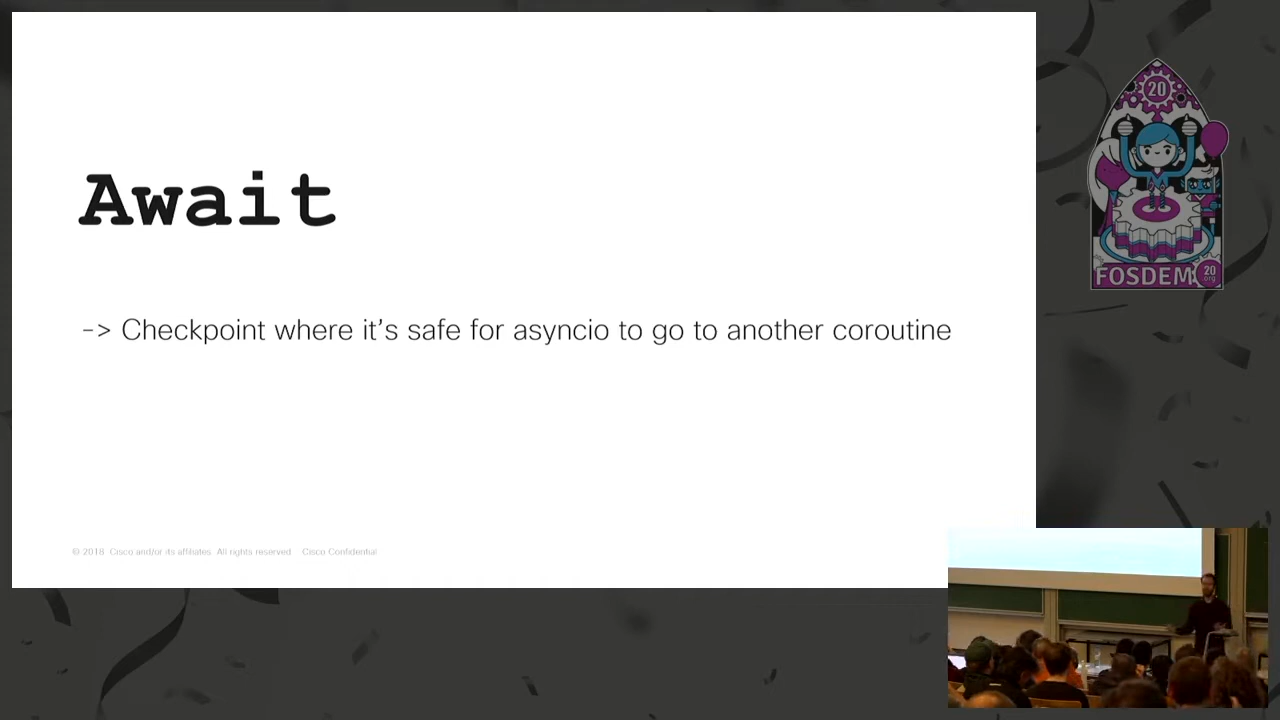 Await
-> Checkpoint where it's safe for asyncio to go to another coroutine
© 2018 Cisco and/or its affiliates. All rights reserved. Cisco Confidential
20
FOSDEM
20
org